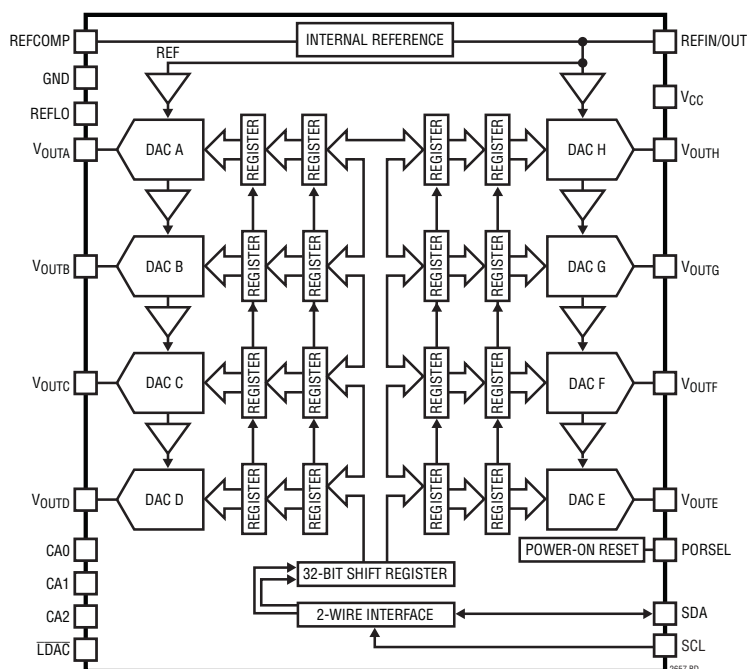 REFCOMP
INTERNAL REFERENCE
REFIN/OUT
REF
GND
VCC
REFLO
VOUTA
DAC A
REGISTER
REGISTER
REGISTER
REGISTER
DAC H
VOUTH
VOUTB
DAC B
REGISTER
REGISTER
REGISTER
REGISTER
DAC G
VOUTG
VOUTC
DAC C
REGISTER
REGISTER
REGISTER
REGISTER
DAC F
VOUTF
VOUTD
DAC D
REGISTER
REGISTER
REGISTER
REGISTER
DAC E
VOUTE
CA0
POWER-ON RESET
PORSEL
CA1
32-BIT SHIFT REGISTER
CA2
2-WIRE INTERFACE
SDA
LDAC
SCL
2657 BD